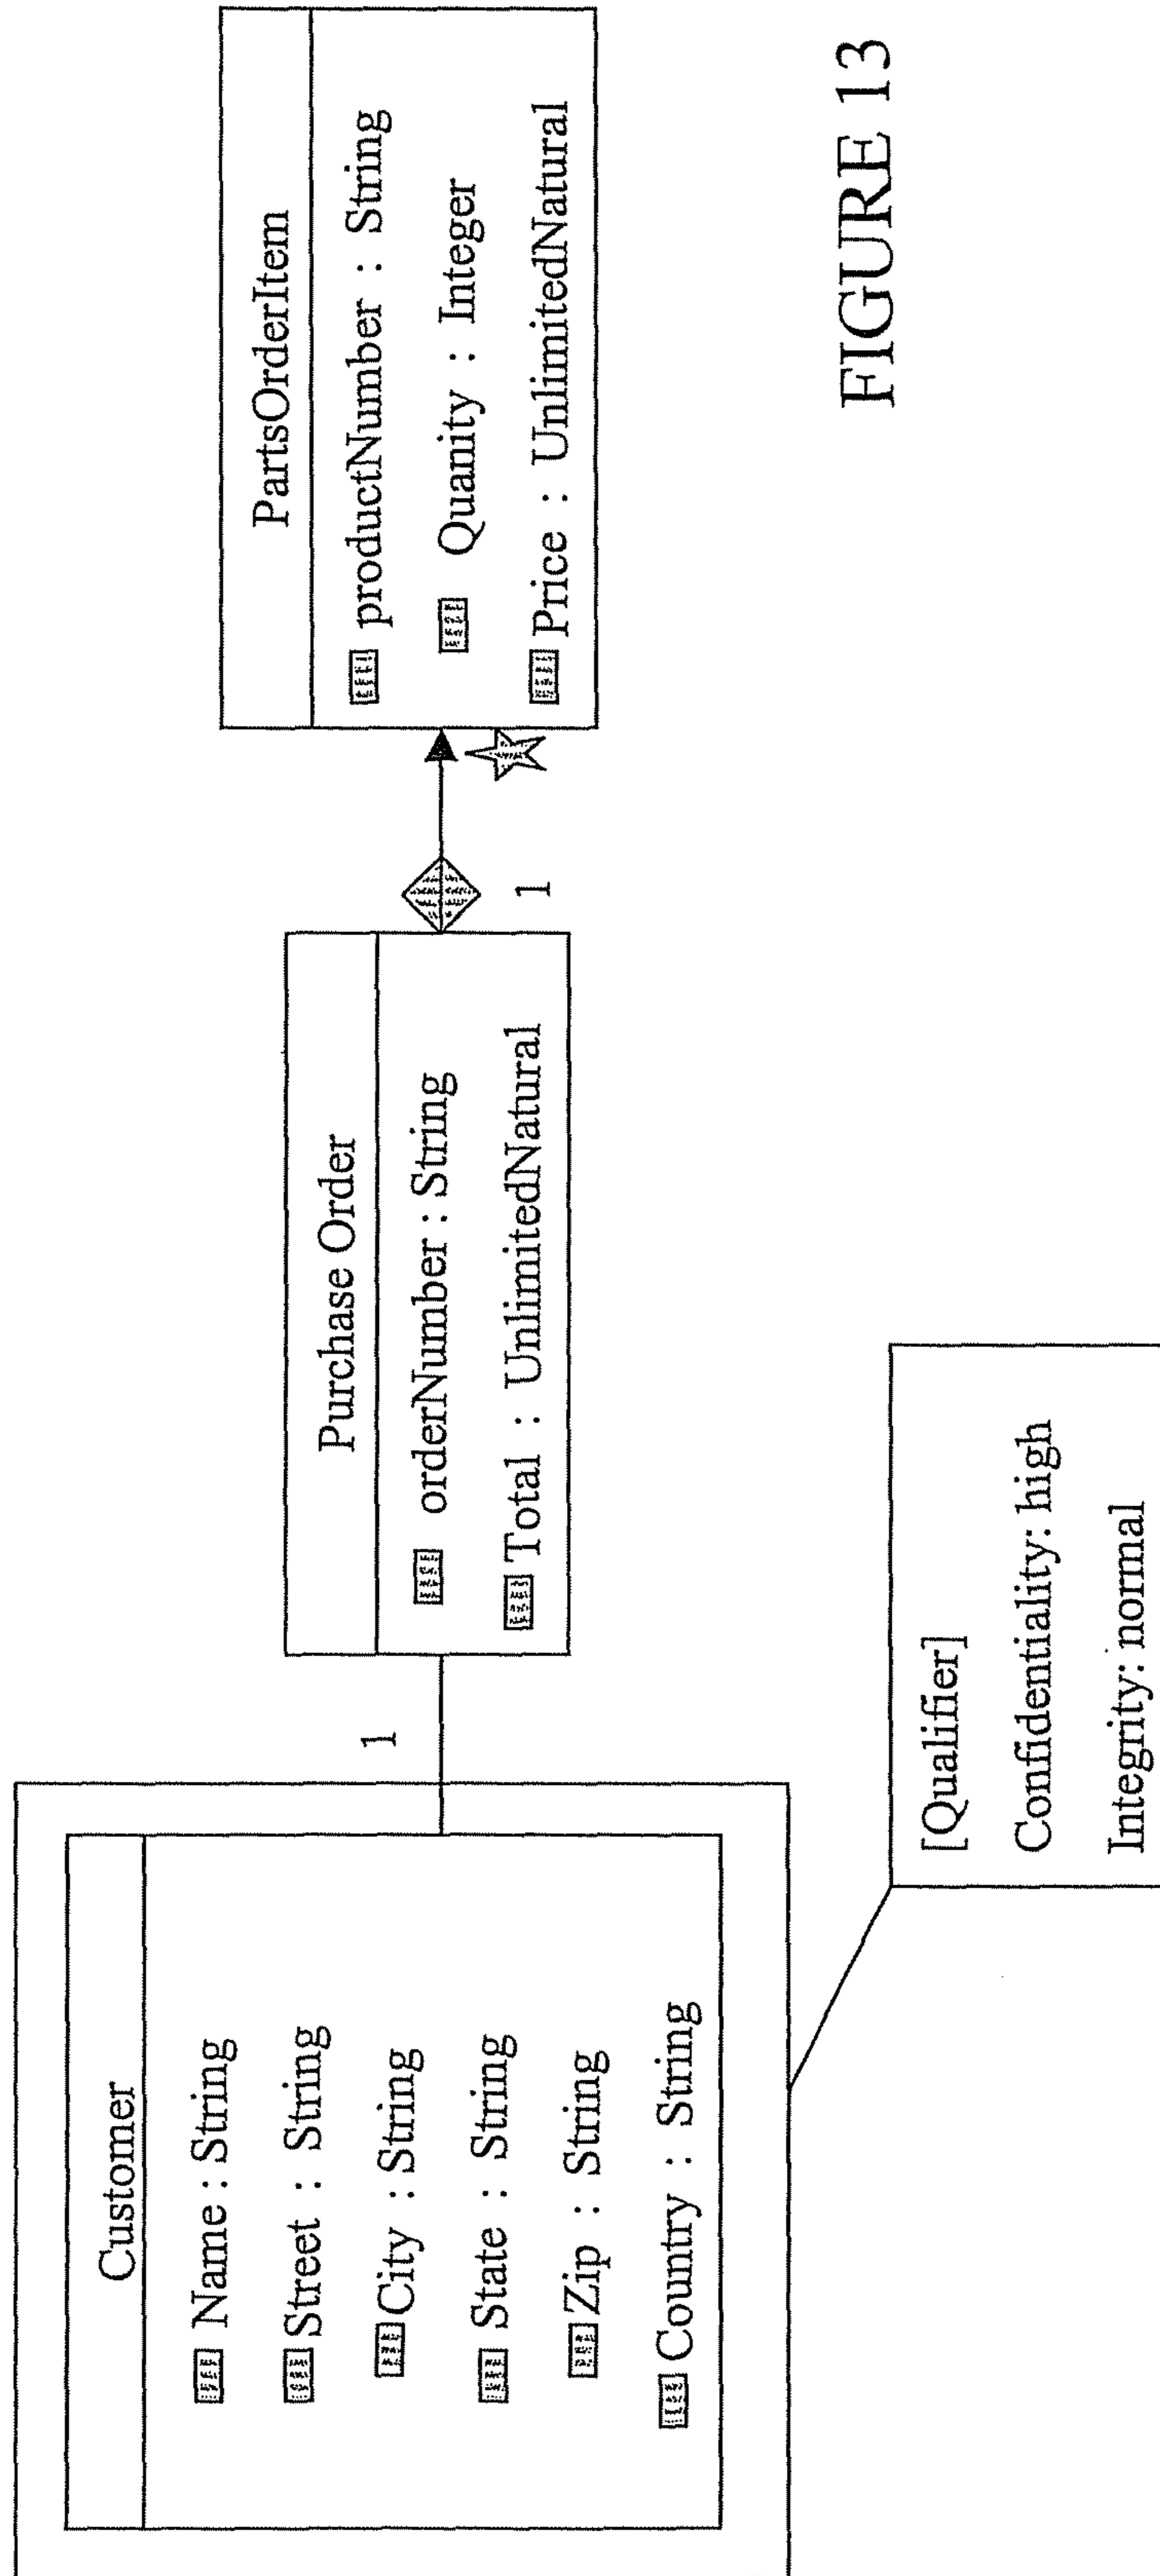 Customer
Name : String
Street : String
City : String
State : String
Zip : String
Country : String
1
Purchase Order
orderNumber : String
Total : UnlimitedNatural
1
PartsOrderItem
productNumber : String
Quanity : Integer
Price : UnlimitedNatural
[Qualifier]
Confidentiality: high
Integrity: normal
FIGURE 13